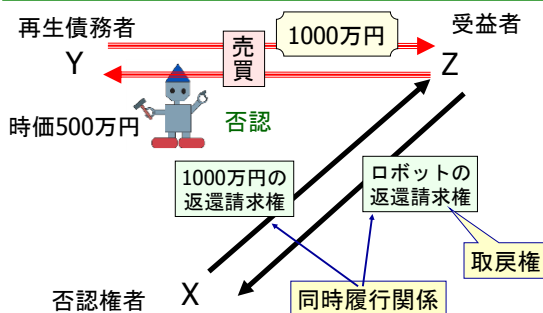 再生債務者
Y
売
買
1000万円
受益者
Z
時価500万円
否認
1000万円の
返還請求権
ロボットの
返還請求権
取戻権
否認権者
X
同時履行関係